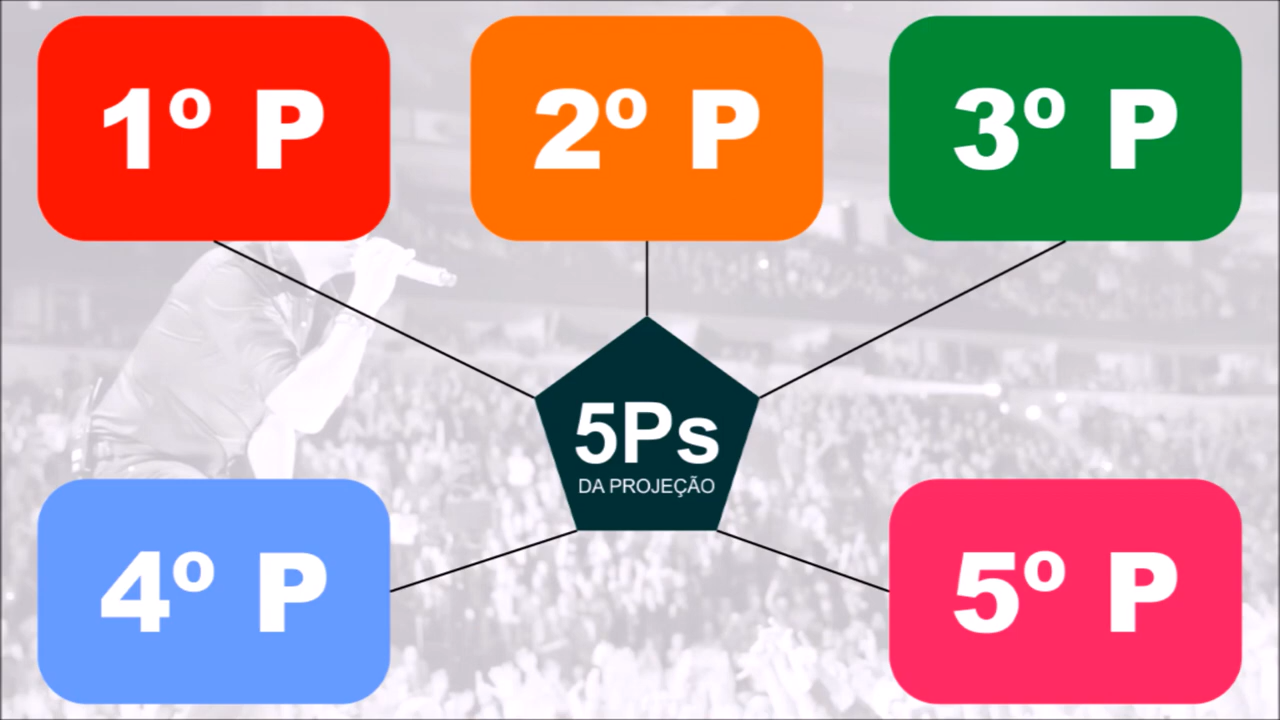 1º P
2º P
3º P
5Ps
DA PROJEÇÃO
4º P
5º P